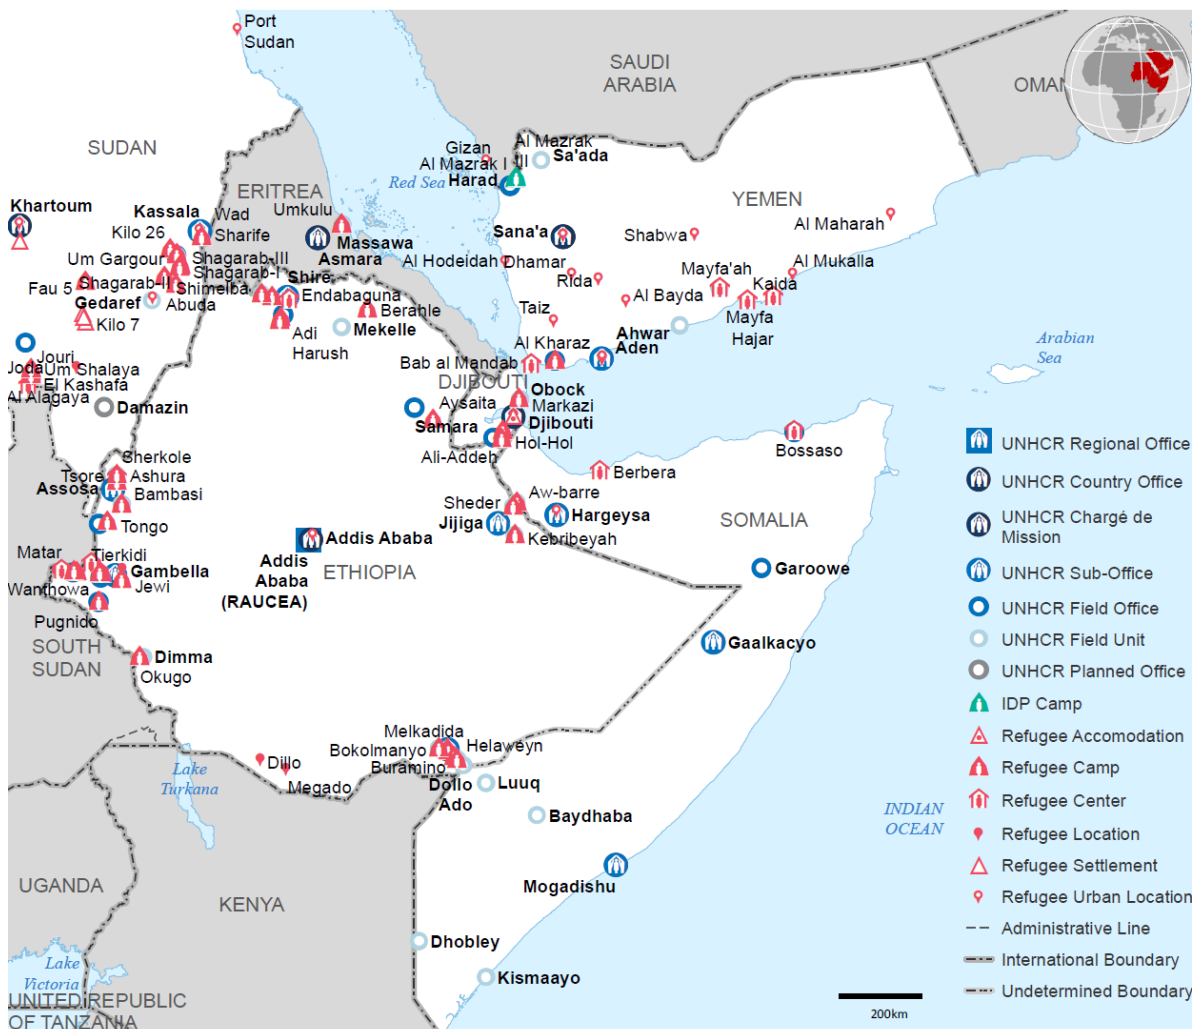 Port
Sudan
SAUDI
ARABIA
OMAN
SUDAN
Gizan
Al Mazrak
Al Mazrak I
III
Sa'ada
Red Sea
Harad
ERITREA
YEMEN
Khartoum
Kassala
Wad
Sharife
Umkulu
Kilo 26
Massawa
Asmara
Sana'a
Shabwa
Al Maharah
Um Gargour
Shagarab-III
Shagarab-I
Al Hodeidah
Dhamar
Mayfa'ah
Al Mukalla
Fau 5
Shagarab-II
Shimelba
Shire
Rida
Kaida
Gedaref
Abuda
Endabaguna
Berahle
Taiz
Al Bayda
Kilo 7
Adi
Harush
Mekelle
Ahwar
Mayfa
Hajar
Arabian
Sea
Jouri
Al Kharaz
Aden
Joda
Um Shalaya
Bab al Mandab
El Kashafa
DJIBOUTI
Al Alagaya
Obock
Damazin
Aysaita
Markazi
Samara
Djibouti
Hol-Hol
Bossaso
Ali-Addeh
Sherkole
Tsore
Ashura
Berbera
Assosa
Bambasi
Aw-barre
Sheder
Tongo
Jijiga
Hargeysa
SOMALIA
Kebribeyah
Addis Ababa
Matar
Tierkidi
Addis
Ababa
(RAUCEA)
ETHIOPIA
Gambella
Garoowe
Wanthowa
Jewi
Pugnido
SOUTH
SUDAN
Gaalkacyo
Dimma
Okugo
Melkadida
Helaweyn
Bokolmanyo
Buramino
Dillo
Lake
Turkana
Megado
Dollo
Ado
Luuq
Baydhaba
INDIAN
OCEAN
UGANDA
KENYA
Mogadishu
Dhobley
Lake
Victoria
Kismaayo
UNITED REPUBLIC
OF TANZANIA
200km
UNHCR Regional Office
UNHCR Country Office
UNHCR Chargé de
Mission
UNHCR Sub-Office
UNHCR Field Office
UNHCR Field Unit
UNHCR Planned Office
IDP Camp
Refugee Accomodation
Refugee Camp
Refugee Center
Refugee Location
Refugee Settlement
Refugee Urban Location
Administrative Line
International Boundary
Undetermined Boundary